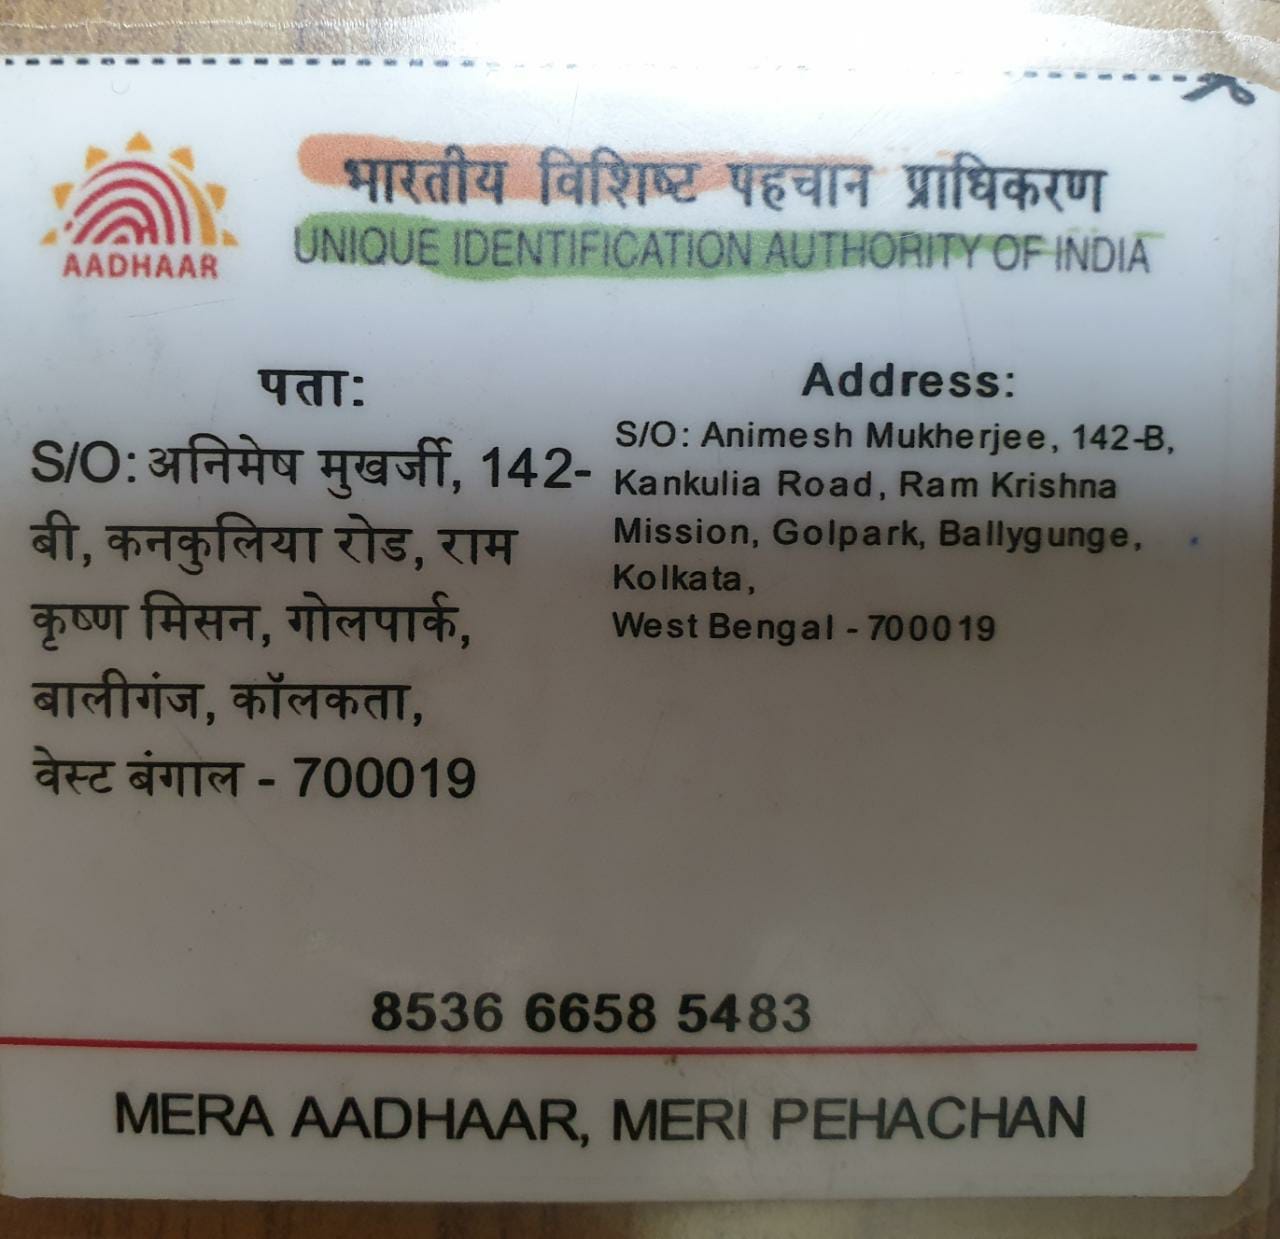 AADHAAR
भारतीय विशिष्ट पहचान प्राधिकरण
UNIQUE IDENTIFICATION AUTHORITY OF INDIA
पता:
S/O: अनिमेष मुखर्जी, 142-
बी, कनकुलिया रोड, राम
कृष्ण मिसन, गोलपार्क,
बालीगंज, कॉलकता,
वेस्ट बंगाल - 700019
Address:
S/O: Animesh Mukherjee, 142-B,
Kankulia Road, Ram Krishna
Mission, Golpark, Ballygunge,
Kolkata,
West Bengal - 700019
8536 6658 5483
MERA AADHAAR, MERI PEHACHAN